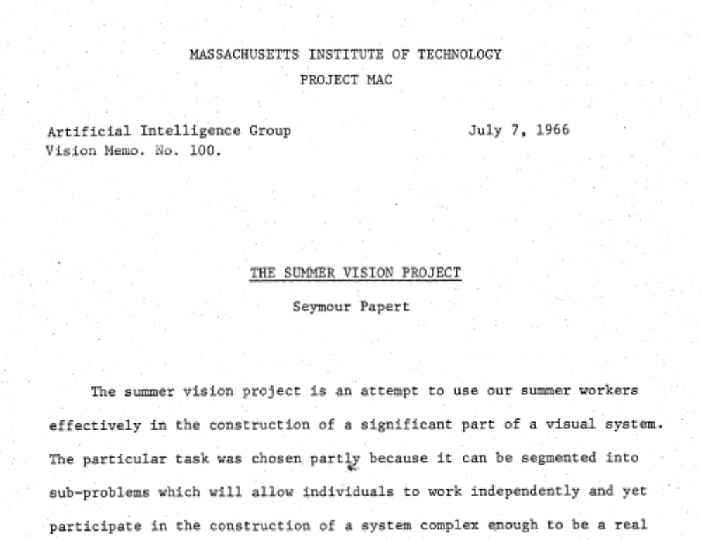 MASSACHUSETTS INSTITUTE OF TECHNOLOGY
PROJECT MAC
Artificial Intelligence Group July 7, 1966
Vision Memo. No. 100.
THE SUMMER VISION PROJECT
Seymour Papert
The summer vision project is an attempt to use our summer workers
effectively in the construction of a significant part of a visual system.
The particular task was chosen partly because it can be segmented into
sub-problems which will allow individuals to work independently and yet
participate in the construction of a system complex enough to be a real